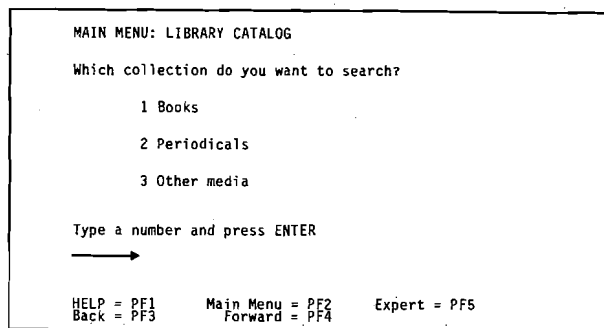 MAIN MENU: LIBRARY CATALOG
Which collection do you want to search?
1 Books
2 Periodicals
3 Other media
Type a number and press ENTER
HELP = PF1 Main Menu = PF2 Expert = PF5
Back = PF3 Forward = PF4